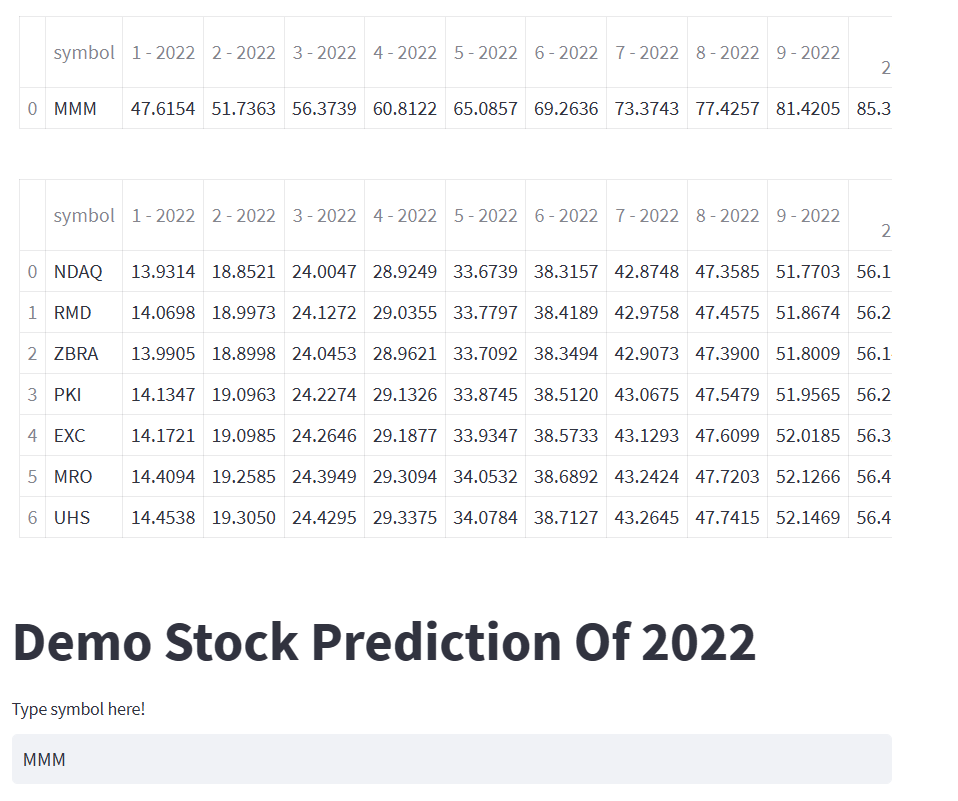 symbol 1 - 2022 2 - 2022 3 - 2022 4 - 2022 5 - 2022 6 - 2022 7 - 2022 8 - 2022 9 - 2022 2
0 MMM 47.6154 51.7363 56.3739 60.8122 65.0857 69.2636 73.3743 77.4257 81.4205 85.3
symbol 1 - 2022 2 - 2022 3 - 2022 4 - 2022 5 - 2022 6 - 2022 7 - 2022 8 - 2022 9 - 2022 2
0 NDAQ 13.9314 18.8521 24.0047 28.9249 33.6739 38.3157 42.8748 47.3585 51.7703 56.1
1 RMD 14.0698 18.9973 24.1272 29.0355 33.7797 38.4189 42.9758 47.4575 51.8674 56.2
2 ZBRA 13.9905 18.8998 24.0453 28.9621 33.7092 38.3494 42.9073 47.3900 51.8009 56.1
3 PKI 14.1347 19.0963 24.2274 29.1326 33.8745 38.5120 43.0675 47.5479 51.9565 56.2
4 EXC 14.1721 19.0985 24.2646 29.1877 33.9347 38.5733 43.1293 47.6099 52.0185 56.3
5 MRO 14.4094 19.2585 24.3949 29.3094 34.0532 38.6892 43.2424 47.7203 52.1266 56.4
6 UHS 14.4538 19.3050 24.4295 29.3375 34.0784 38.7127 43.2645 47.7415 52.1469 56.4
Demo Stock Prediction Of 2022
Type symbol here!
MMM